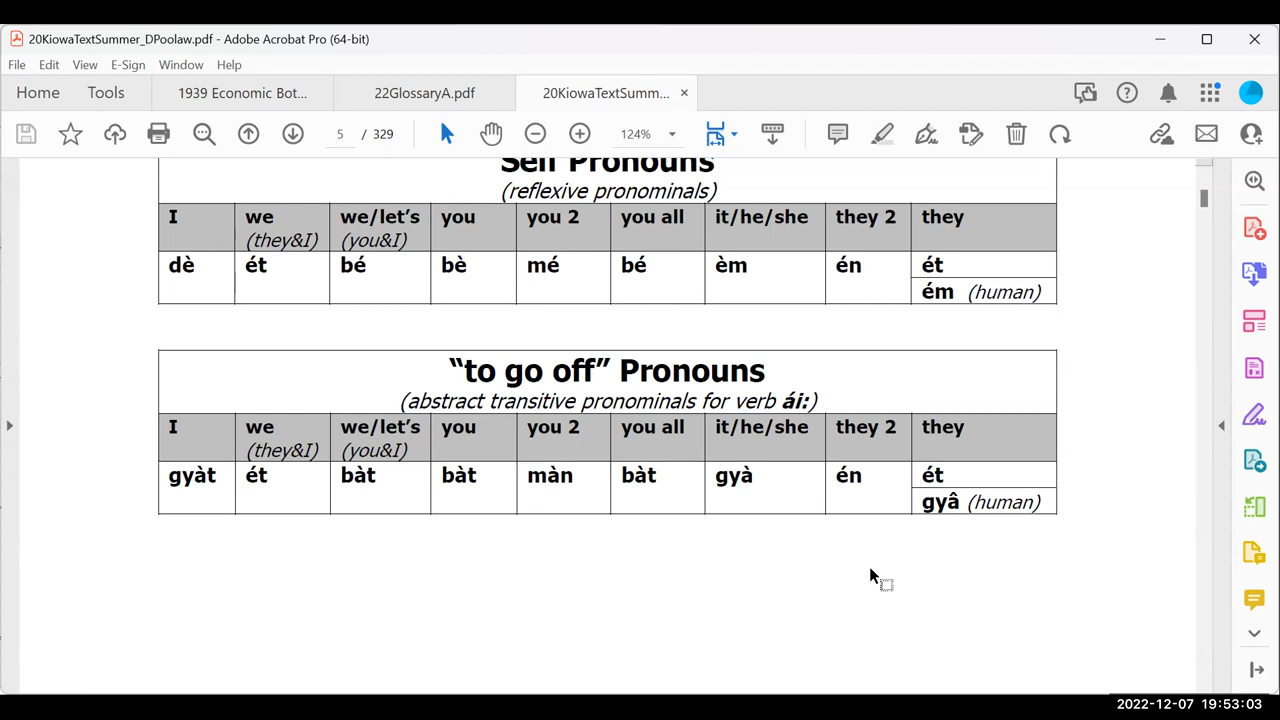 20KiowaTextSummer_DPoolaw.pdf - Adobe Acrobat Pro (64-bit)
File Edit View E-Sign Window Help
Home Tools 1939 Economic Bot... 22GlossaryA.pdf 20KiowaTextSumm... ×
5 / 329 124%
Self Pronouns
(reflexive pronominals)
I we we/let's you you 2 you all it/he/she they 2 they
(they&I) (you&I)
dè ét bé bè mé bé èm én ét
ém (human)
“to go off” Pronouns
(abstract transitive pronominals for verb ái:)
I we we/let's you you 2 you all it/he/she they 2 they
(they&I) (you&I)
gyàt ét bàt bàt màn bàt gyà én ét
gyâ (human)
2022-12-07 19:53:03